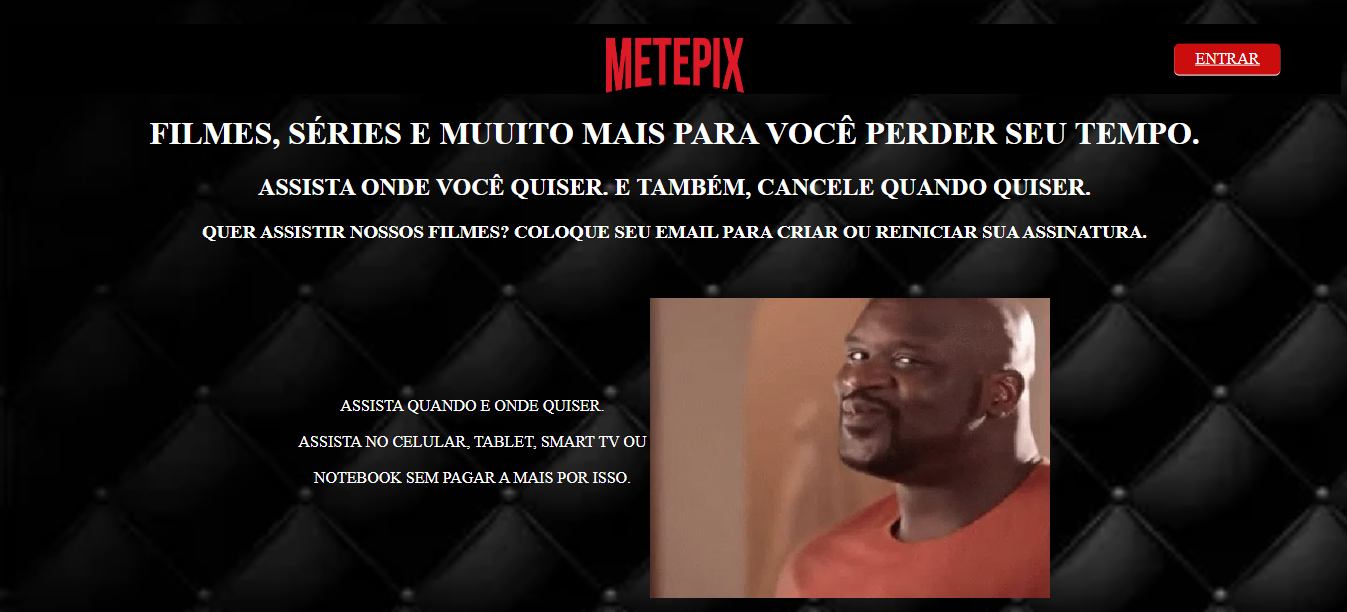 METEPIX
ENTRAR
FILMES, SÉRIES E MUUITO MAIS PARA VOCÊ PERDER SEU TEMPO.
ASSISTA ONDE VOCÊ QUISER. E TAMBÉM, CANCELE QUANDO QUISER.
QUER ASSISTIR NOSSOS FILMES? COLOQUE SEU EMAIL PARA CRIAR OU REINICIAR SUA ASSINATURA.
ASSISTA QUANDO E ONDE QUISER.
ASSISTA NO CELULAR, TABLET, SMART TV OU
NOTEBOOK SEM PAGAR A MAIS POR ISSO.